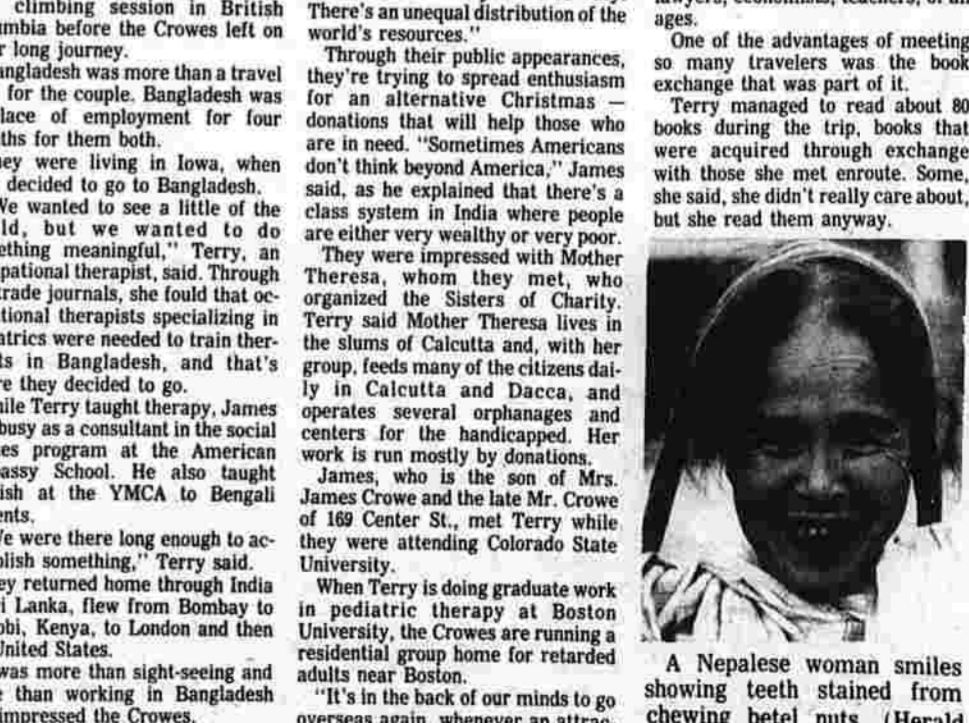 climbing session in British
before the Crowes left on
long journey.
was more than a travel
for the couple. Bangladesh was
of employment for four
for them both.
were living in Iowa, when
decided to go to Bangladesh.
We wanted to see a little of the
but we wanted to do
meaningful," Terry, an
therapist, said. Through
trade journals, she fould that oc-
therapists specializing in
were needed to train ther-
in Bangladesh, and that's
they decided to go.
Terry taught therapy, James
busy as a consultant in the social
program at the American
School. He also taught
at the YMCA to Bengali
We were there long enough to ac-
something," Terry said.
returned home through India
Lanka, flew from Bombay to
Kenya, to London and then
United States.
was more than sight-seeing and
than working in Bangladesh
impressed the Crowes.
There's an unequal distribution of the
world's resources."
Through their public appearances,
they're trying to spread enthusiasm
for an alternative Christmas —
donations that will help those who
are in need. "Sometimes Americans
don't think beyond America," James
said, as he explained that there's a
class system in India where people
are either very wealthy or very poor.
They were impressed with Mother
Theresa, whom they met, who
organized the Sisters of Charity.
Terry said Mother Theresa lives in
the slums of Calcutta and, with her
group, feeds many of the citizens dai-
ly in Calcutta and Dacca, and
operates several orphanages and
centers for the handicapped. Her
work is run mostly by donations.
James, who is the son of Mrs.
James Crowe and the late Mr. Crowe
of 169 Center St., met Terry while
they were attending Colorado State
University.
When Terry is doing graduate work
in pediatric therapy at Boston
University, the Crowes are running a
residential group home for retarded
adults near Boston.
"It's in the back of our minds to go
overseas again, whenever an attrac-
lawyers, economists, teachers, of all
ages.
One of the advantages of meeting
so many travelers was the book
exchange that was part of it.
Terry managed to read about 80
books during the trip, books that
were acquired through exchange
with those she met enroute. Some,
she said, she didn't really care about,
but she read them anyway.
A Nepalese woman smiles
showing teeth stained from
chewing betel nuts. (Herald